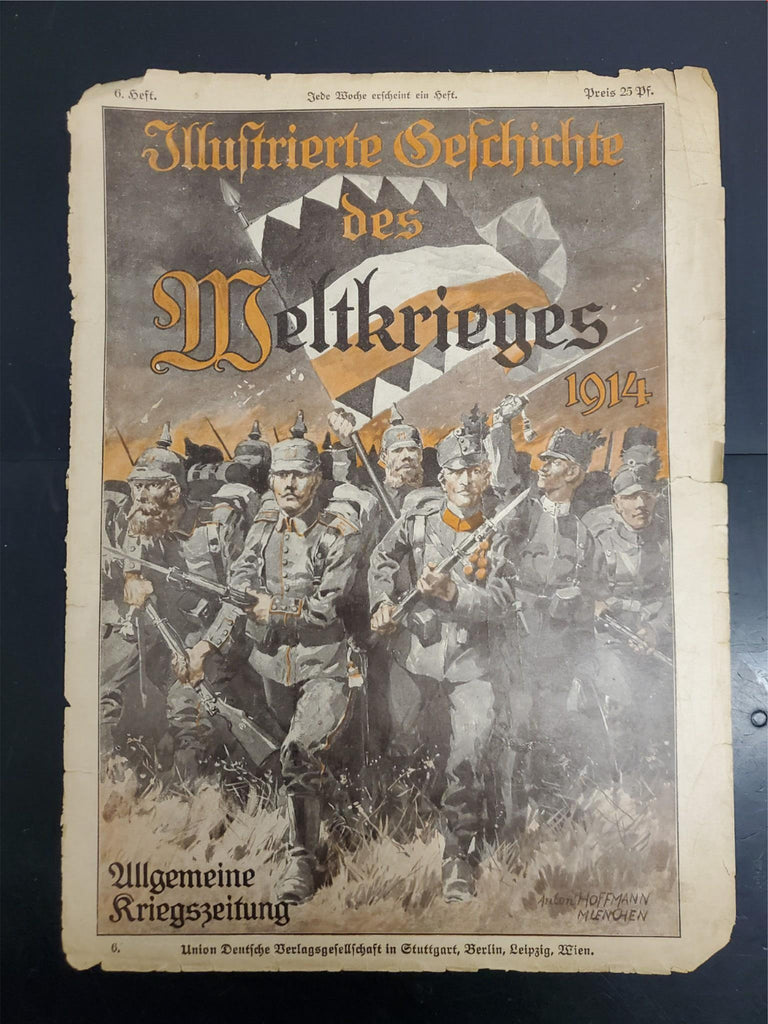 6. Heft.
Jede Woche erscheint ein Heft.
Preis 25 Pf.
Illustrierte Geschichte
des
Weltkrieges
1914
Allgemeine
Kriegszeitung
Anton HOFFMANN
MUENCHEN
6.
Union Deutsche Verlagsgesellschaft in Stuttgart, Berlin, Leipzig, Wien.